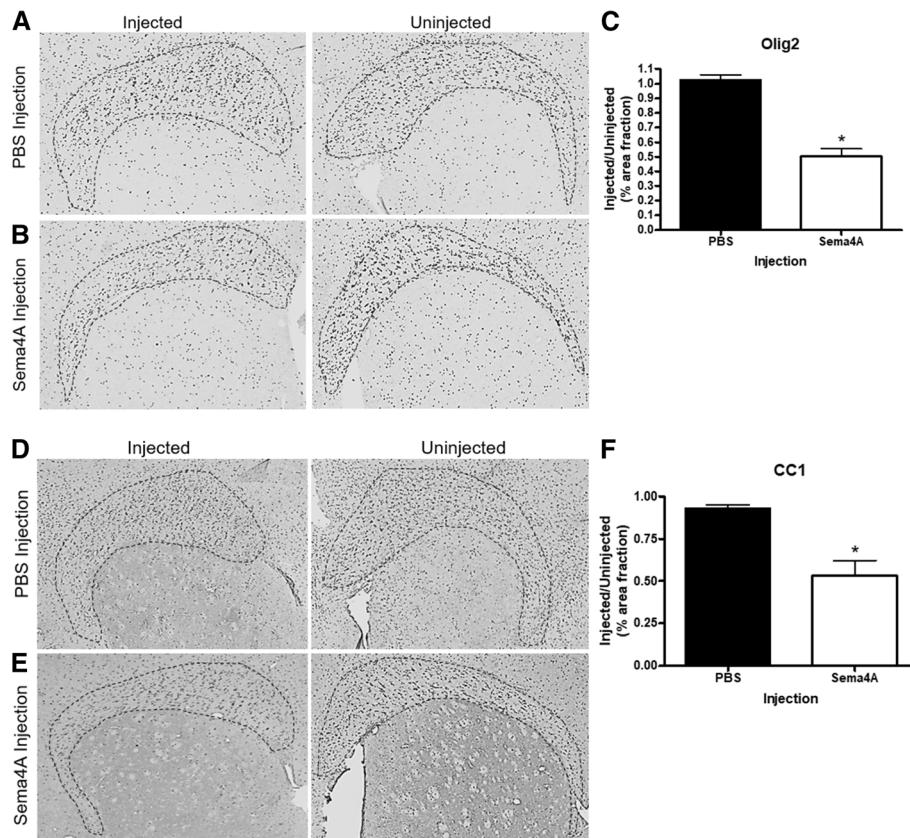 A
Injected
Uninjected
PBS Injection
B
Sema4A Injection
C
Olig2
Injected/Uninjected
(% area fraction)
1.1
1.0
0.9
0.8
0.7
0.6
0.5
0.4
0.3
0.2
0.1
0.0
*
PBS
Sema4A
Injection
D
Injected
Uninjected
PBS Injection
E
Sema4A Injection
F
CC1
Injected/Uninjected
(% area fraction)
1.00
0.75
0.50
0.25
0.00
*
PBS
Sema4A
Injection